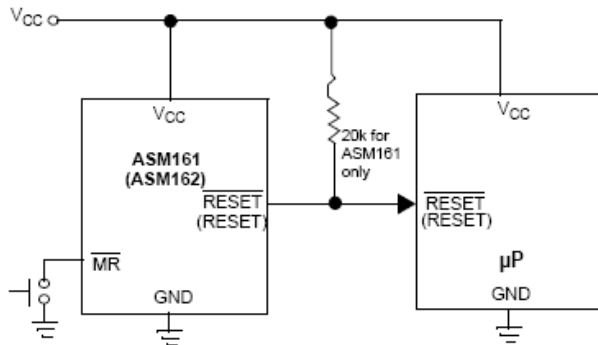 VCC
VCC
ASM161
(ASM162)
RESET
(RESET)
MR
GND
20k for
ASM161
only
VCC
RESET
(RESET)
µP
GND